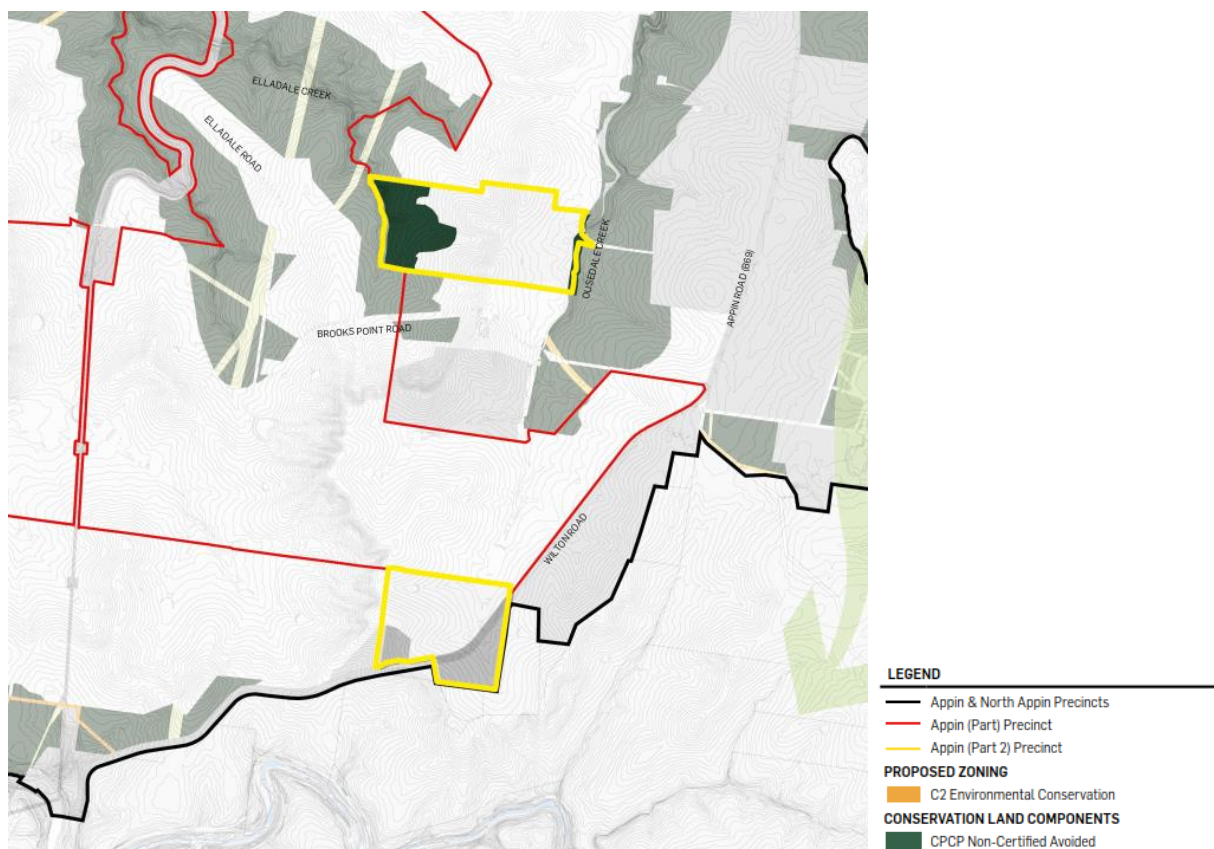 ELLADALE CREEK
ELLADALE ROAD
OUSEDALE CREEK
APPIN ROAD (B69)
BROOKS POINT ROAD
WILTON ROAD
LEGEND
Appin & North Appin Precincts
Appin (Part) Precinct
Appin (Part 2) Precinct
PROPOSED ZONING
C2 Environmental Conservation
CONSERVATION LAND COMPONENTS
CPCP Non-Certified Avoided